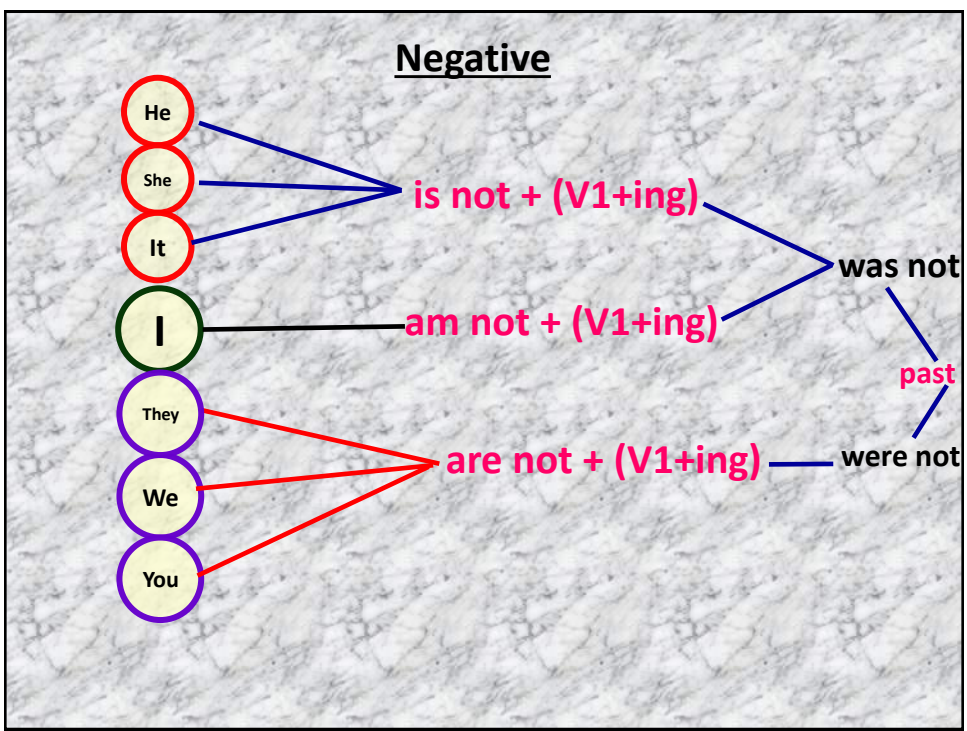 Negative
He
She
It
I
They
We
You
is not + (V1+ing)
am not + (V1+ing)
are not + (V1+ing)
was not
past
were not